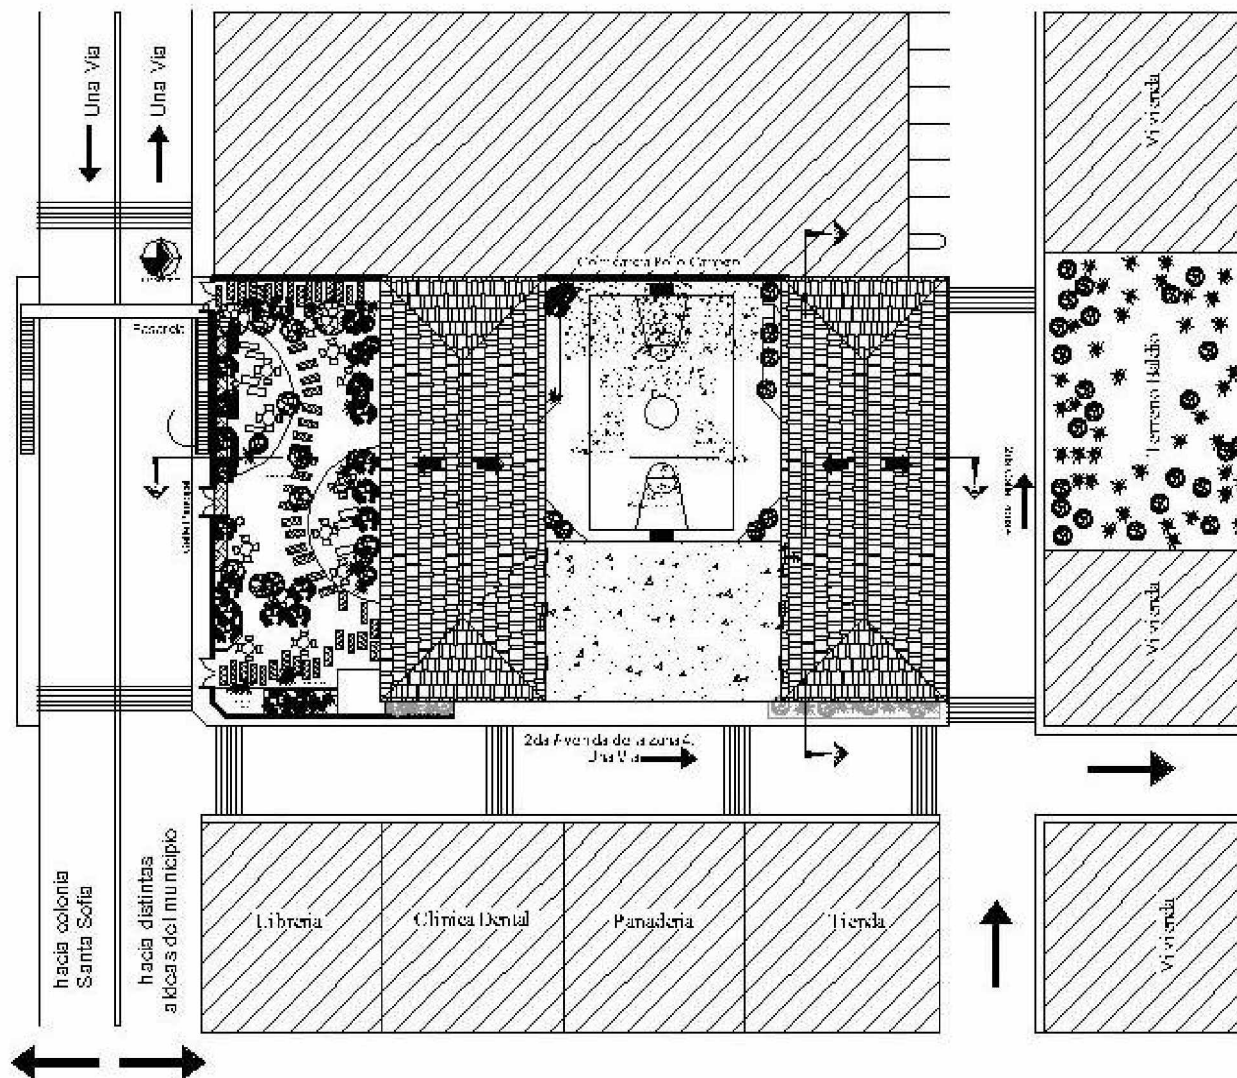 Una Via
Una Via
Vivienda
Pasarela
Terreno Baldío
Vivienda
2da Avenida de la zona 4,
Una Via
hacia colonia
Santa Sofía
hacia distintas
aldeas del municipio
Librería
Clínica Dental
Panadería
Tienda
Vivienda